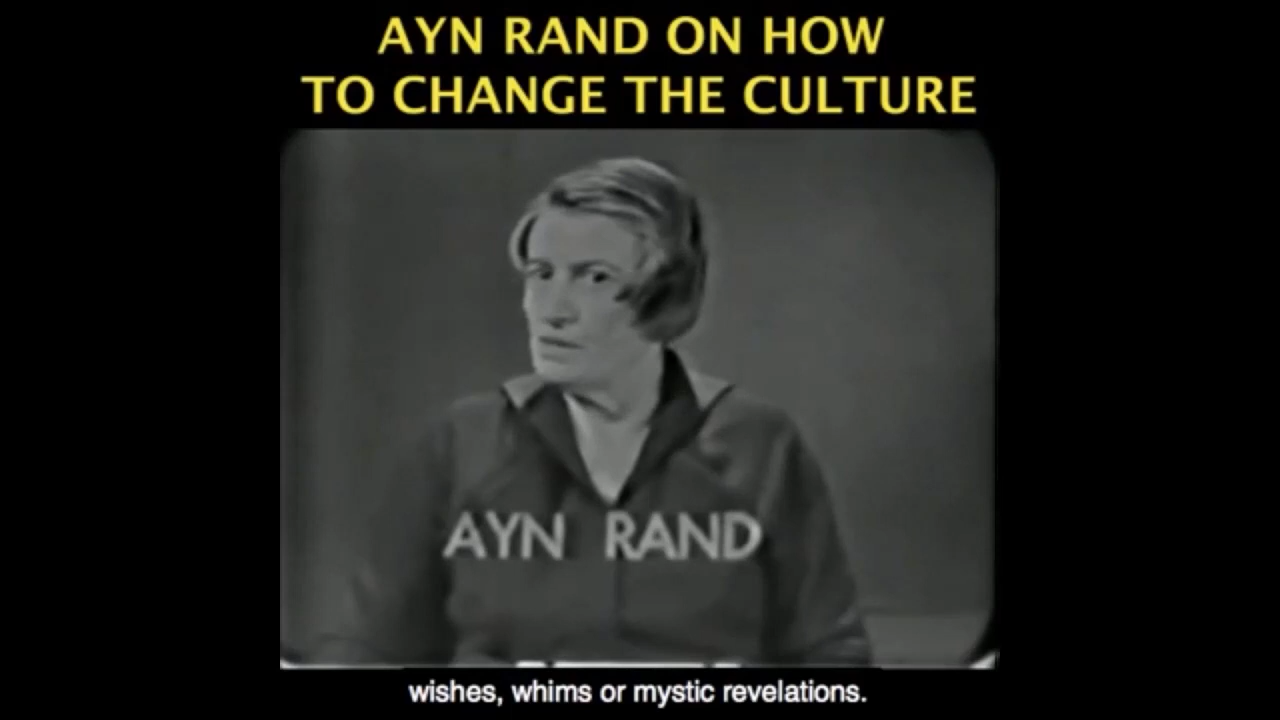 AYN RAND ON HOW
TO CHANGE THE CULTURE
AYN RAND
wishes, whims or mystic revelations.